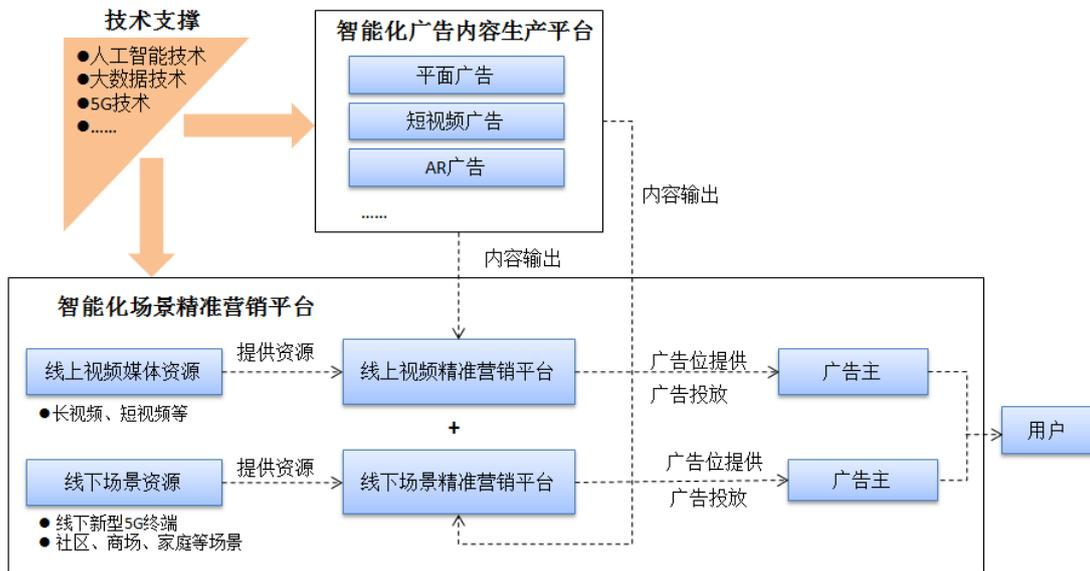 技术支撑
●人工智能技术
●大数据技术
●5G技术
●……
智能化广告内容生产平台
平面广告
短视频广告
AR广告
……
内容输出
内容输出
智能化场景精准营销平台
线上视频媒体资源
●长视频、短视频等
提供资源
线上视频精准营销平台
广告位提供
广告投放
广告主
+
用户
线下场景资源
●线下新型5G终端
●社区、商场、家庭等场景
提供资源
线下场景精准营销平台
广告位提供
广告投放
广告主